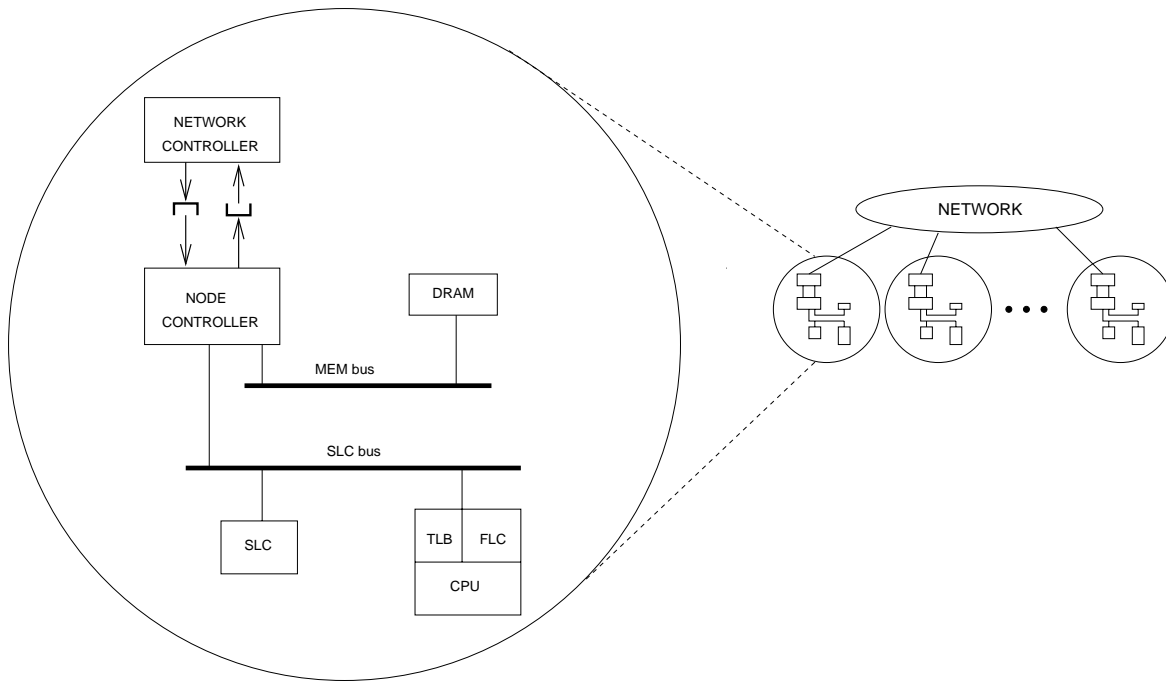 NETWORK
CONTROLLER
NETWORK
NODE
CONTROLLER
DRAM
MEM bus
SLC bus
SLC
TLB
FLC
CPU